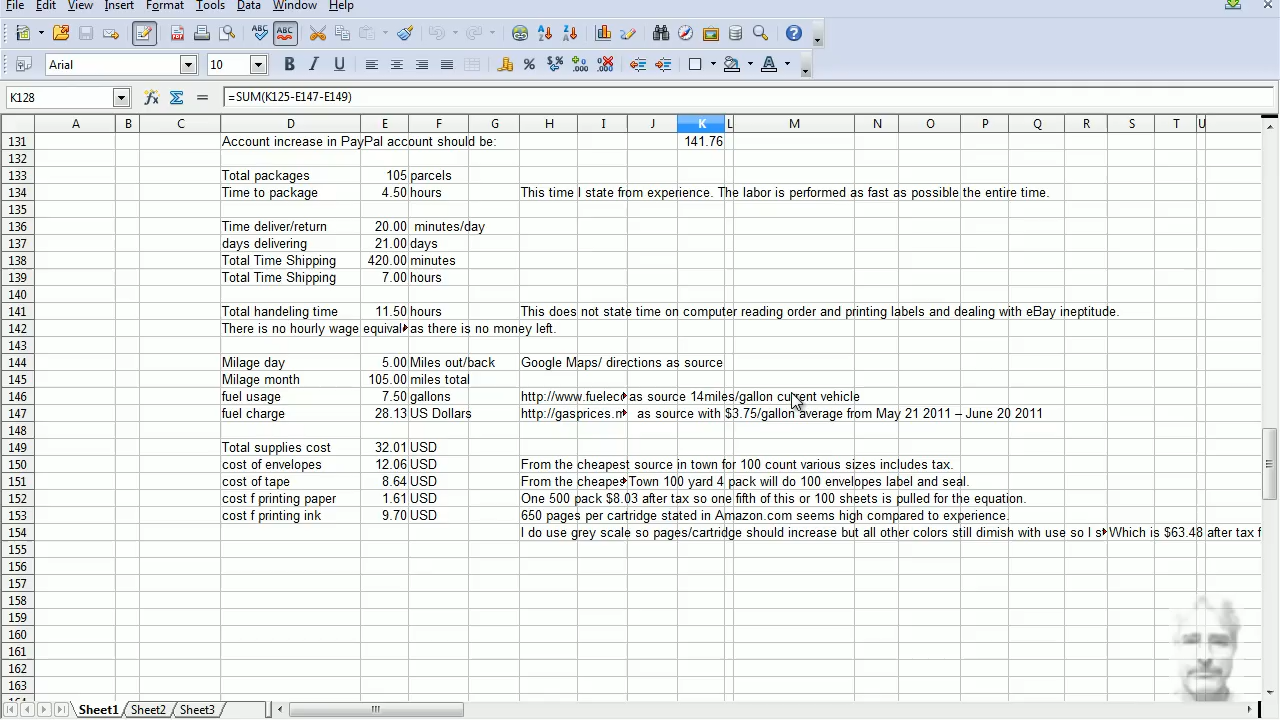 File Edit View Insert Format Tools Data Window Help
Arial 10
K128 =SUM(K125-E147-E149)
A B C D E F G H I J K L M N O P Q R S T U
131 Account increase in PayPal account should be: 141.76
132
133 Total packages 105 parcels
134 Time to package 4.50 hours This time I state from experience. The labor is performed as fast as possible the entire time.
135
136 Time deliver/return 20.00 minutes/day
137 days delivering 21.00 days
138 Total Time Shipping 420.00 minutes
139 Total Time Shipping 7.00 hours
140
141 Total handeling time 11.50 hours This does not state time on computer reading order and printing labels and dealing with eBay ineptitude.
142 There is no hourly wage equival as there is no money left.
143
144 Milage day 5.00 Miles out/back Google Maps/ directions as source
145 Milage month 105.00 miles total
146 fuel usage 7.50 gallons http://www.fuelec as source 14miles/gallon current vehicle
147 fuel charge 28.13 US Dollars http://gasprices.m as source with $3.75/gallon average from May 21 2011 – June 20 2011
148
149 Total supplies cost 32.01 USD
150 cost of envelopes 12.06 USD From the cheapest source in town for 100 count various sizes includes tax.
151 cost of tape 8.64 USD From the cheapes Town 100 yard 4 pack will do 100 envelopes label and seal.
152 cost f printing paper 1.61 USD One 500 pack $8.03 after tax so one fifth of this or 100 sheets is pulled for the equation.
153 cost f printing ink 9.70 USD 650 pages per cartridge stated in Amazon.com seems high compared to experience.
154 I do use grey scale so pages/cartridge should increase but all other colors still dimish with use so I s Which is $63.48 after tax f
155
156
157
158
159
160
161
162
163
Sheet1 Sheet2 Sheet3